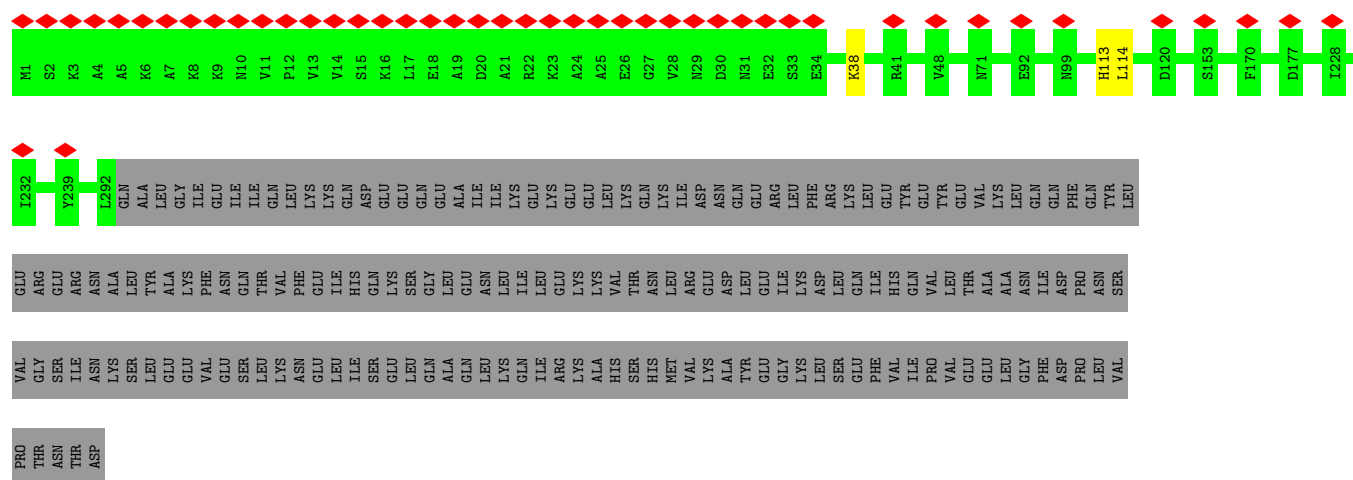 M1 S2 K3 A4 A5 K6 A7 K8 K9 N10 V11 P12 V13 V14 S15 K16 L17 E18 A19 D20 A21 R22 K23 A24 A25 E26 G27 V28 N29 D30 N31 E32 S33 E34 K38 R41 V48 N71 E92 N99 H113 L114 D120 S153 F170 D177 I228
I232 Y239 L292 GLN ALA LEU GLY ILE GLU ILE ILE GLN LEU LYS LYS GLN ASP GLU GLU GLN GLU ALA ILE ILE LYS GLU LYS GLU GLU LEU LYS GLN LYS ILE ASP ASN GLN GLU ARG LEU PHE ARG LYS LEU GLU TYR GLU TYR GLU VAL LYS LEU GLN GLN PHE GLN TYR LEU
GLU ARG GLU ARG ASN ALA LEU TYR ALA LYS PHE ASN GLN THR VAL PHE GLU ILE HIS GLN LYS SER GLY LEU GLU ASN LEU ILE LEU GLU LYS LYS VAL THR ASN LEU ARG GLU ASP LEU GLU ILE LYS ASP LEU GLN ILE HIS GLN VAL LEU THR ALA ALA ASN ILE ASP PRO ASN SER
VAL GLY SER ILE ASN LYS SER LEU GLU GLU VAL GLU SER LEU LYS ASN GLU LEU ILE SER GLU LEU GLN ALA GLN LEU LYS GLN ILE ARG LYS ALA HIS SER HIS MET VAL LYS ALA TYR GLU GLY LYS LEU SER GLU PHE VAL ILE PRO VAL GLU GLU LEU GLY PHE ASP PRO LEU VAL
PRO THR ASN THR ASP